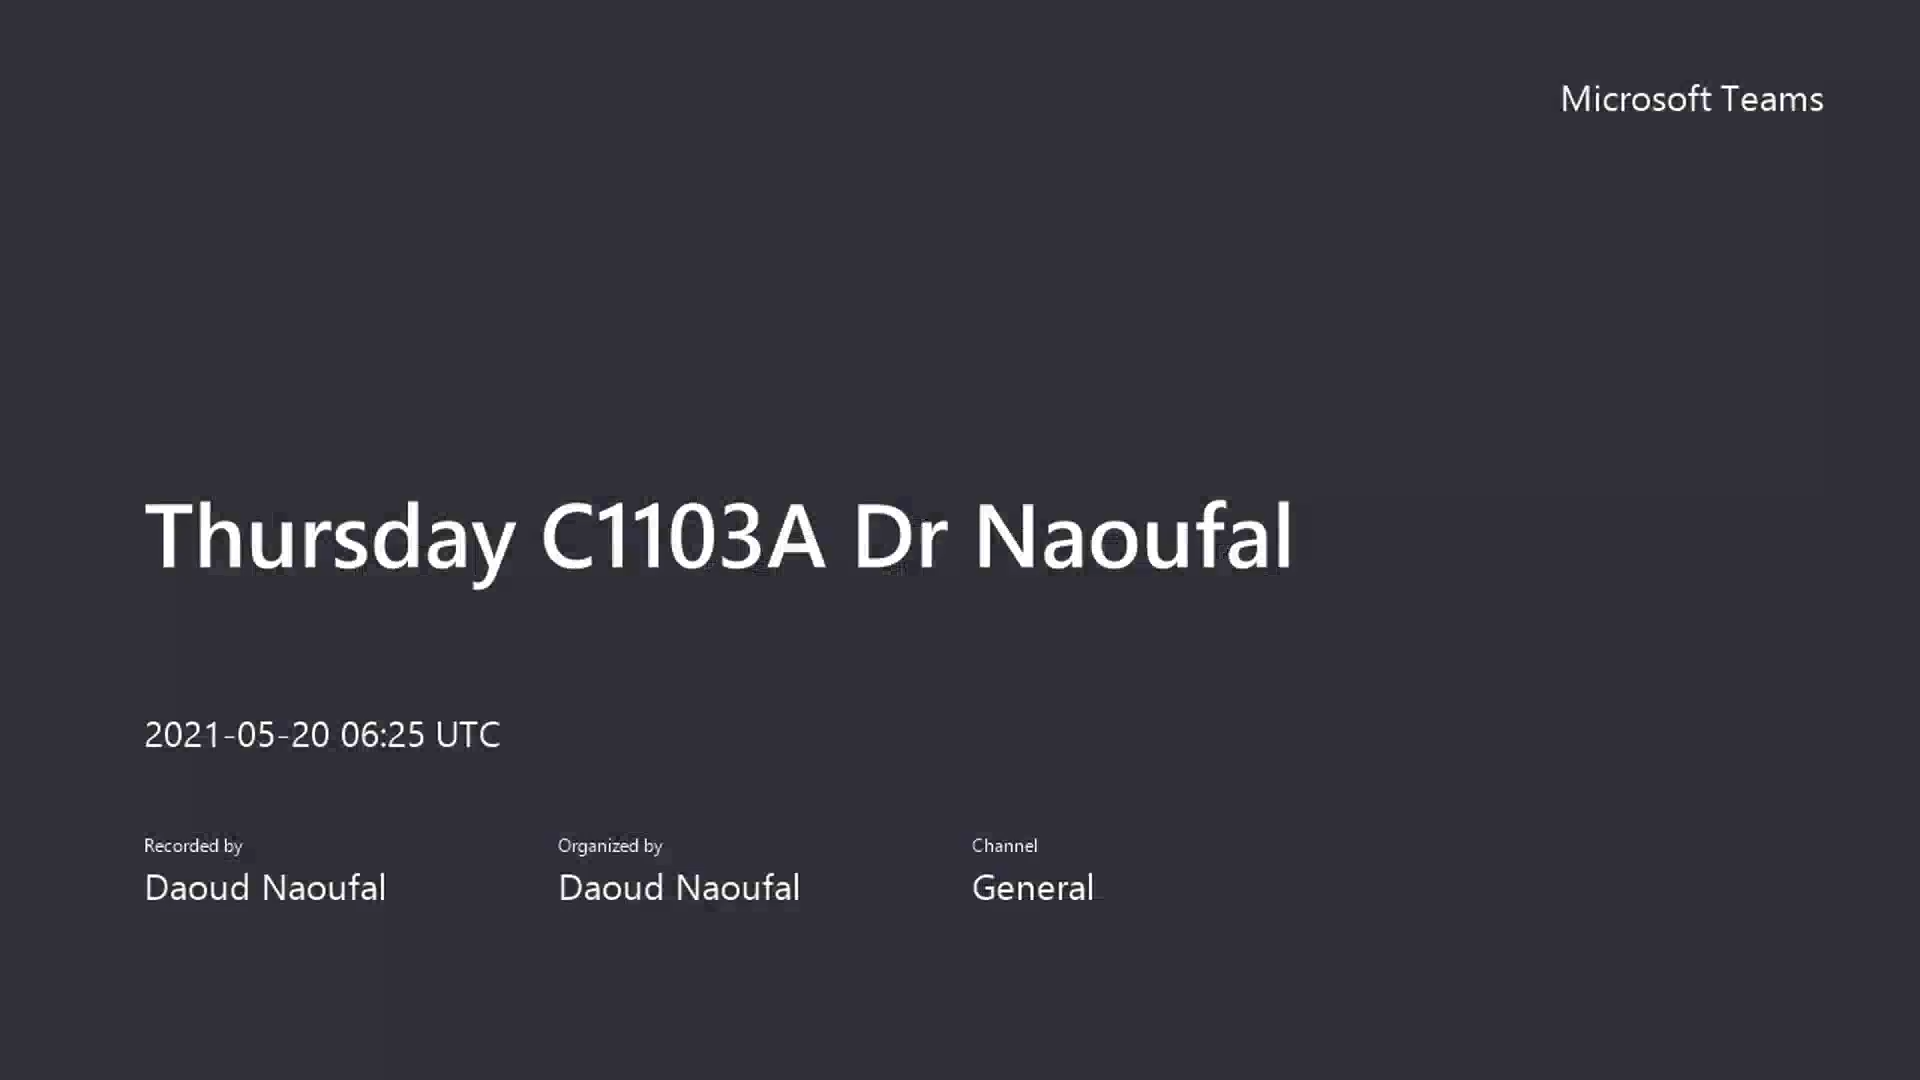 Microsoft Teams
Thursday C1103A Dr Naoufal
2021-05-20 06:25 UTC
Recorded by
Daoud Naoufal
Organized by
Daoud Naoufal
Channel
General